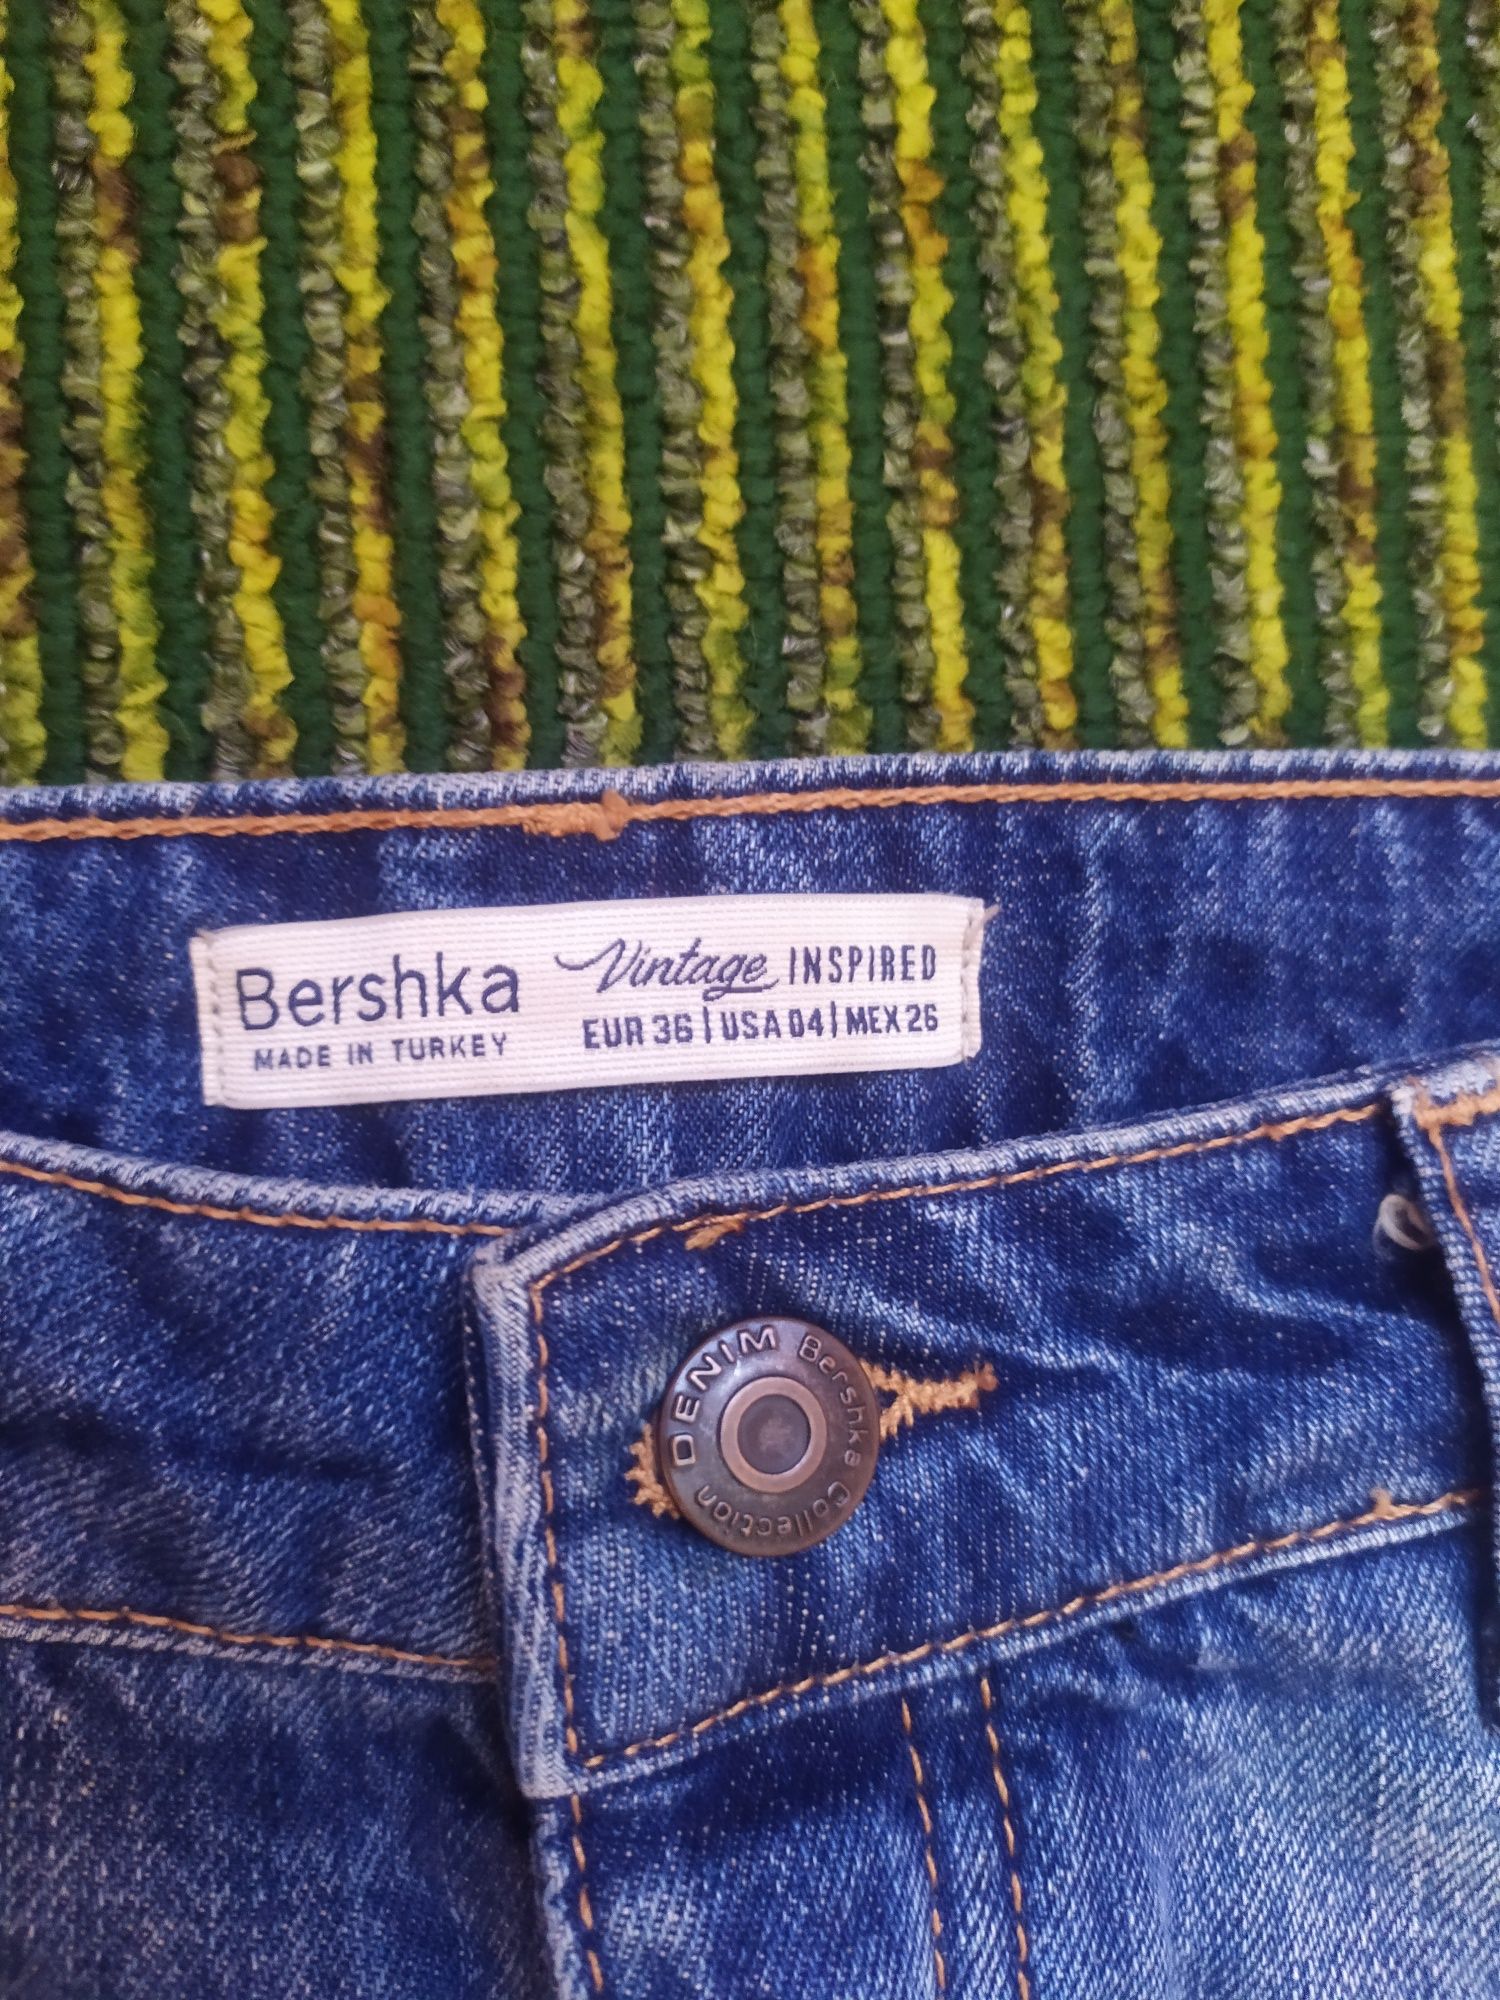 Bershka
MADE IN TURKEY
Vintage INSPIRED
EUR 36 | USA 04 | MEX 26
DENIM Bershka Collection